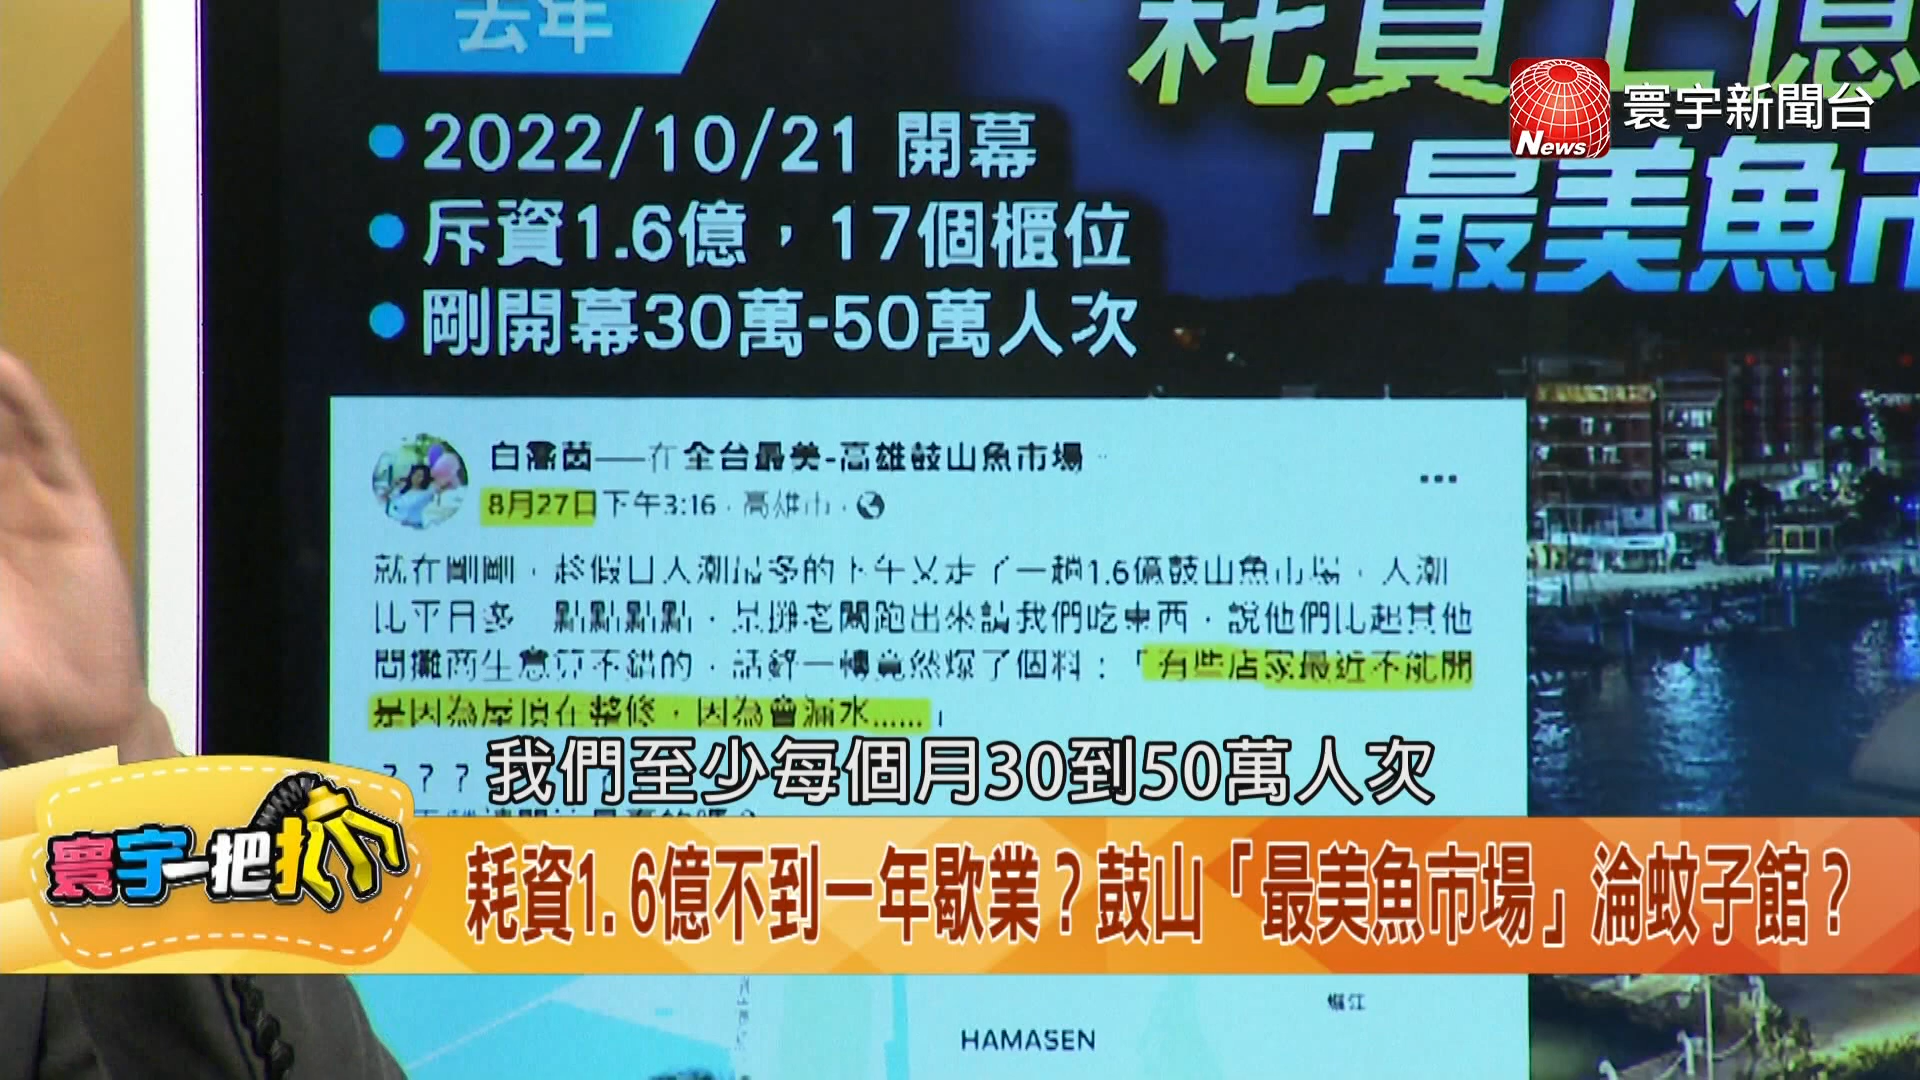 去年
耗資1億
「最美魚市
News 寰宇新聞台
2022/10/21 開幕
斥資1.6億，17個櫃位
剛開幕30萬-50萬人次
白霈茵——在全台最美-高雄鼓山魚市場
8月27日下午3:16 · 高雄市 ·
就在剛剛，趁假日人潮最多的下午又走了一趟1.6億鼓山魚市場，人潮
比平日多一點點點點，某攤老闆跑出來請我們吃東西，說他們比起其他
間攤商生意算不錯的，話鋒一轉竟然爆了個料：「有些店家最近不能開
業因為屋頂在裝修，因為會漏水……」
？？？
我們至少每個月30到50萬人次
寰宇一把抓
耗資1.6億不到一年歇業？鼓山「最美魚市場」淪蚊子館？
堀江
HAMASEN